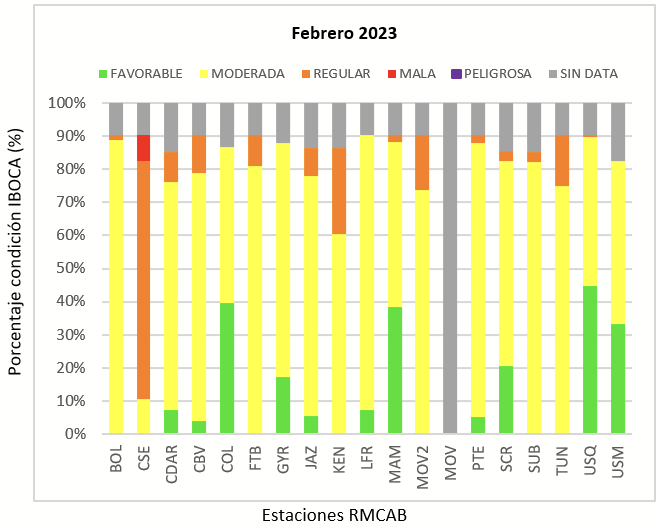 Febrero 2023
FAVORABLE MODERADA REGULAR MALA PELIGROSA SIN DATA
Porcentaje condición IBOCA (%)
100%
90%
80%
70%
60%
50%
40%
30%
20%
10%
0%
BOL CSE CDAR CBV COL FTB GYR JAZ KEN LFR MAM MOV2 MOV PTE SCR SUB TUN USQ USM
Estaciones RMCAB